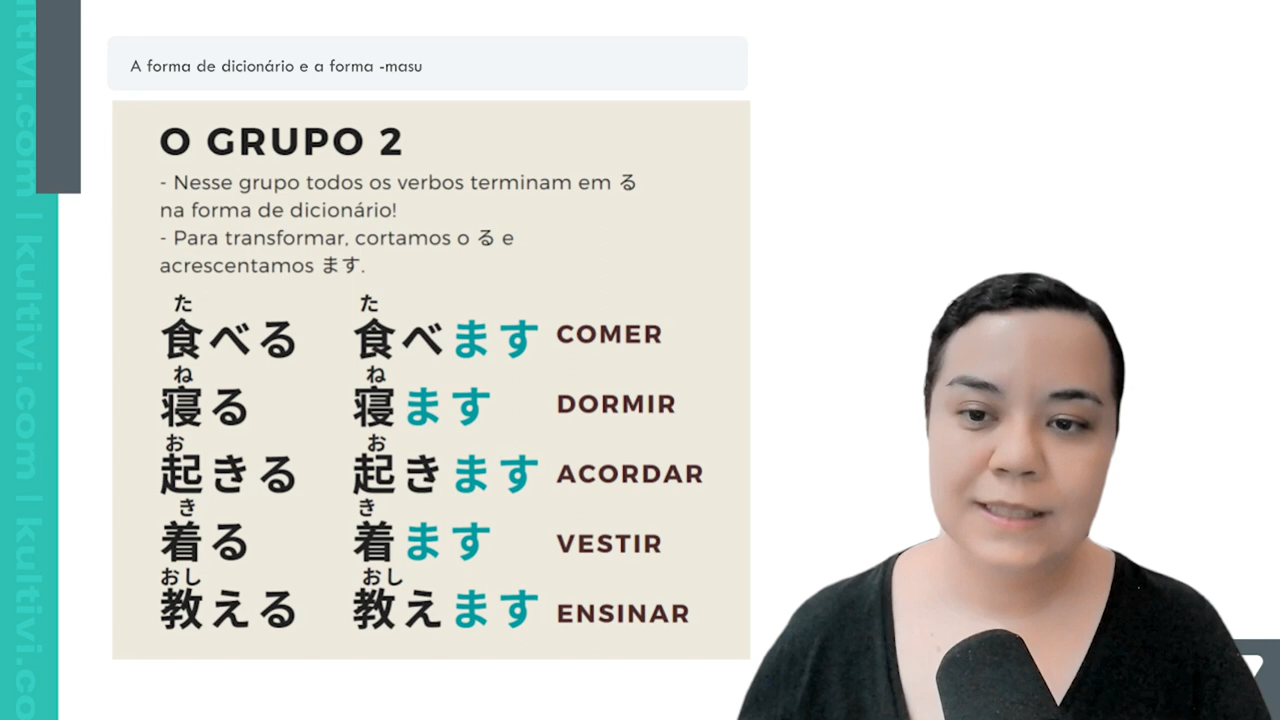 A forma de dicionário e a forma -masu
O GRUPO 2
- Nesse grupo todos os verbos terminam em る
na forma de dicionário!
- Para transformar, cortamos o る e
acrescentamos ます.
た た
食べる 食べます COMER
ね ね
寝る 寝ます DORMIR
お お
起きる 起きます ACORDAR
き き
着る 着ます VESTIR
おし おし
教える 教えます ENSINAR
ltivi.com | kultivi.com | kultivi.co